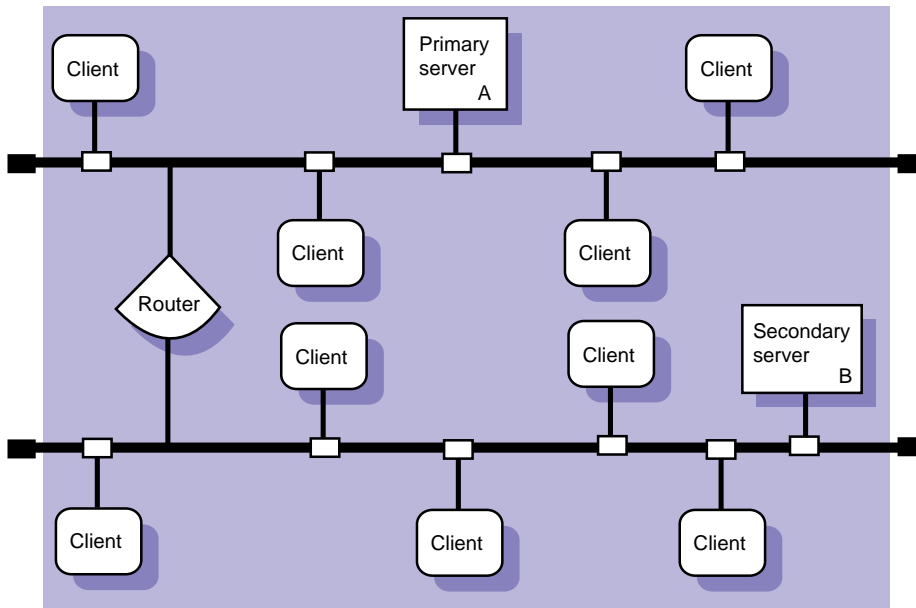 Client
Primary
server
A
Client
Client
Client
Router
Client
Client
Secondary
server
B
Client
Client
Client